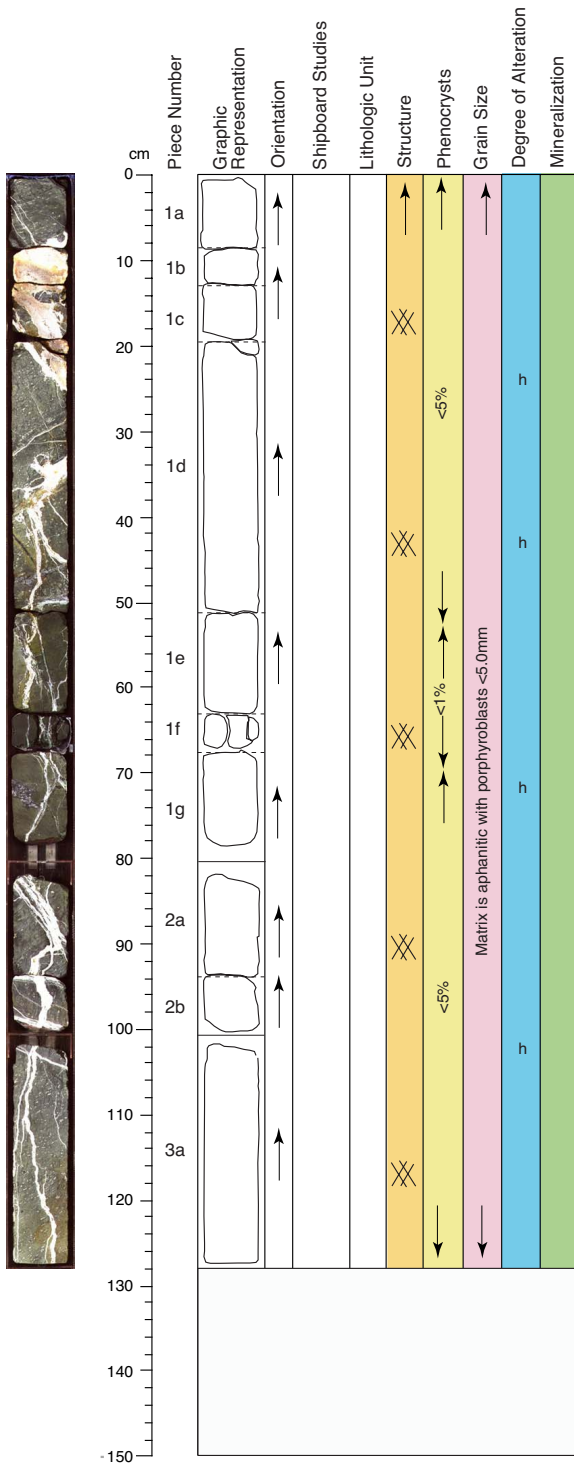 cm
Piece Number
Graphic
Representation
Orientation
Shipboard Studies
Lithologic Unit
Structure
Phenocrysts
Grain Size
Degree of Alteration
Mineralization
0
1a
10
1b
1c
20
h
<5%
30
1d
40
h
50
1e
60
<1%
1f
70
h
1g
80
Matrix is aphanitic with porphyroblasts <5.0mm
2a
90
<5%
2b
100
h
110
3a
120
130
140
150